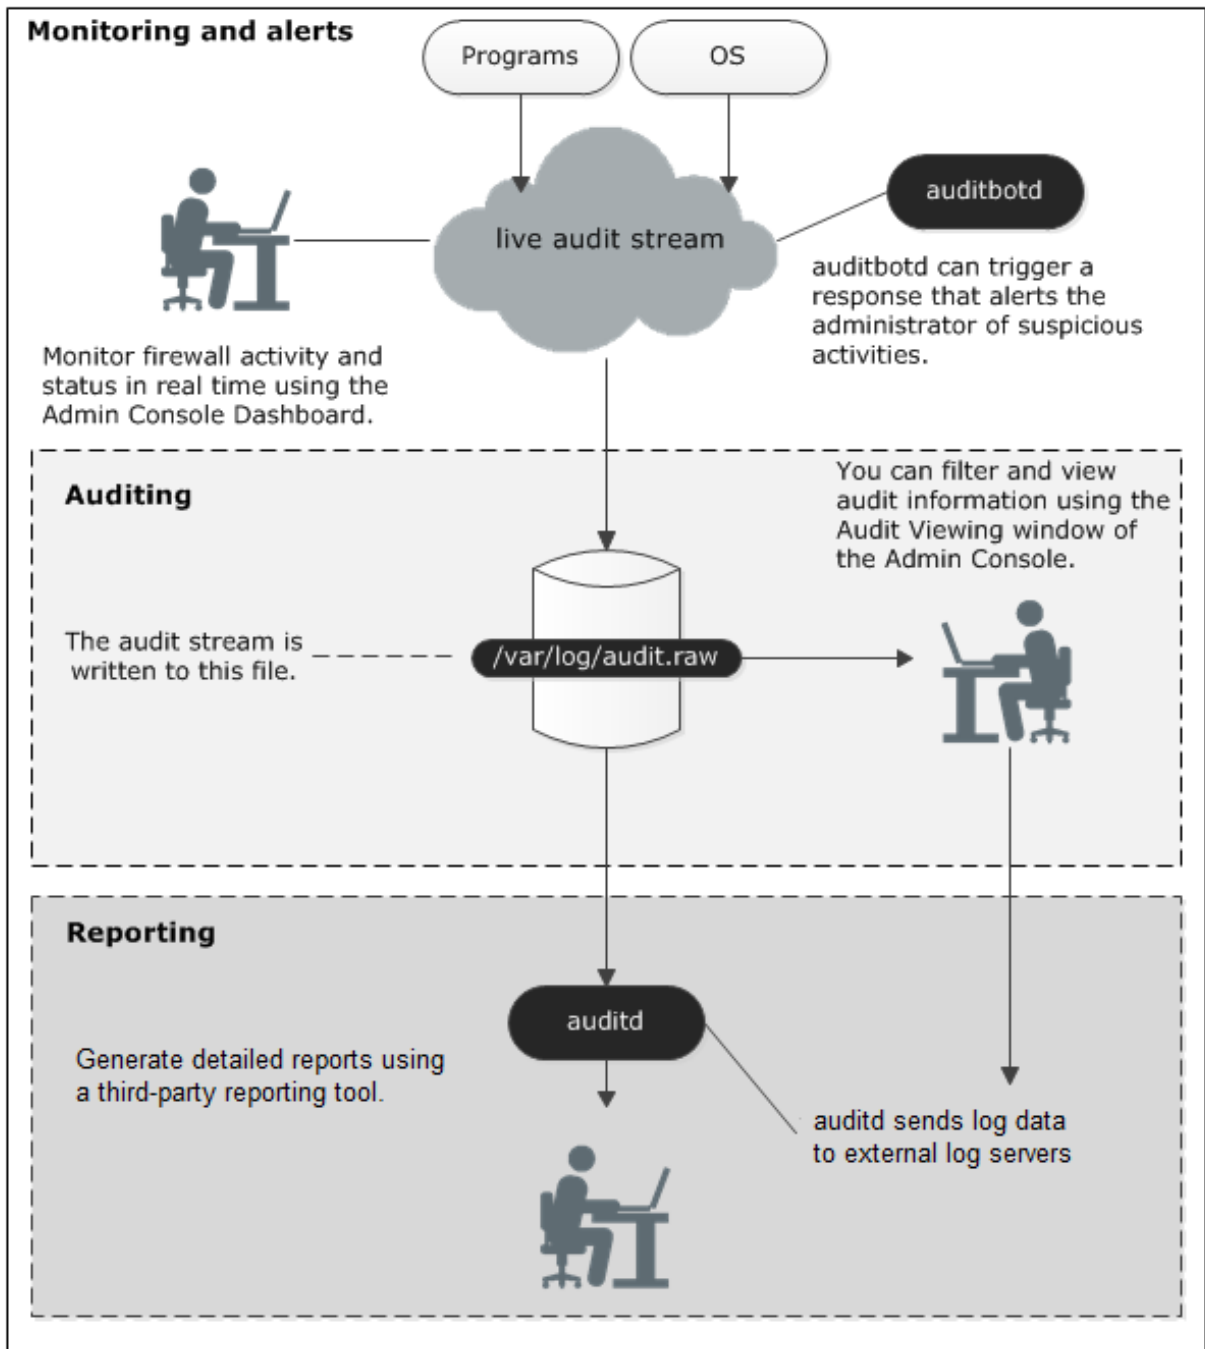 Monitoring and alerts
Programs
OS
auditbotd
live audit stream
auditbotd can trigger a
response that alerts the
administrator of suspicious
activities.
Monitor firewall activity and
status in real time using the
Admin Console Dashboard.
Auditing
You can filter and view
audit information using the
Audit Viewing window of
the Admin Console.
The audit stream is
written to this file.
/var/log/audit.raw
Reporting
auditd
Generate detailed reports using
a third-party reporting tool.
auditd sends log data
to external log servers